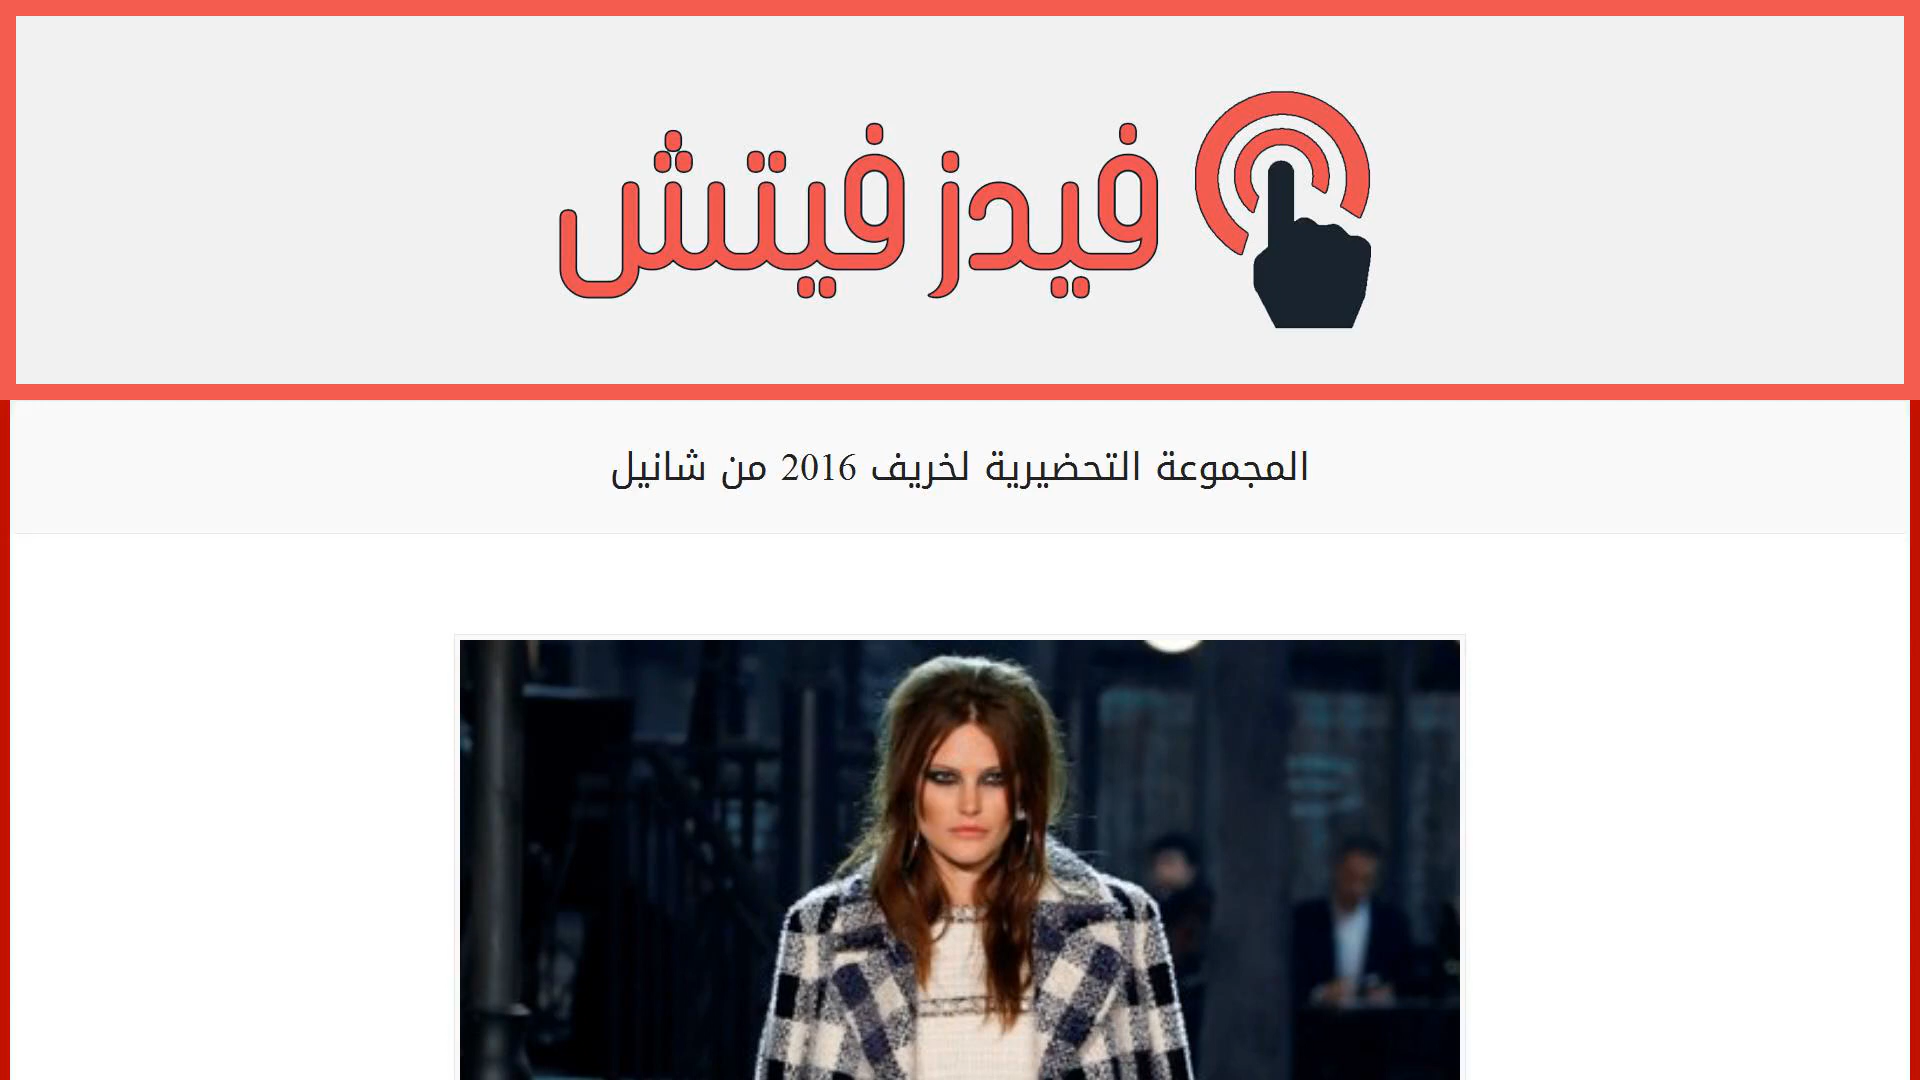 فيدز فيتش
المجموعة التحضيرية لخريف 2016 من شانيل